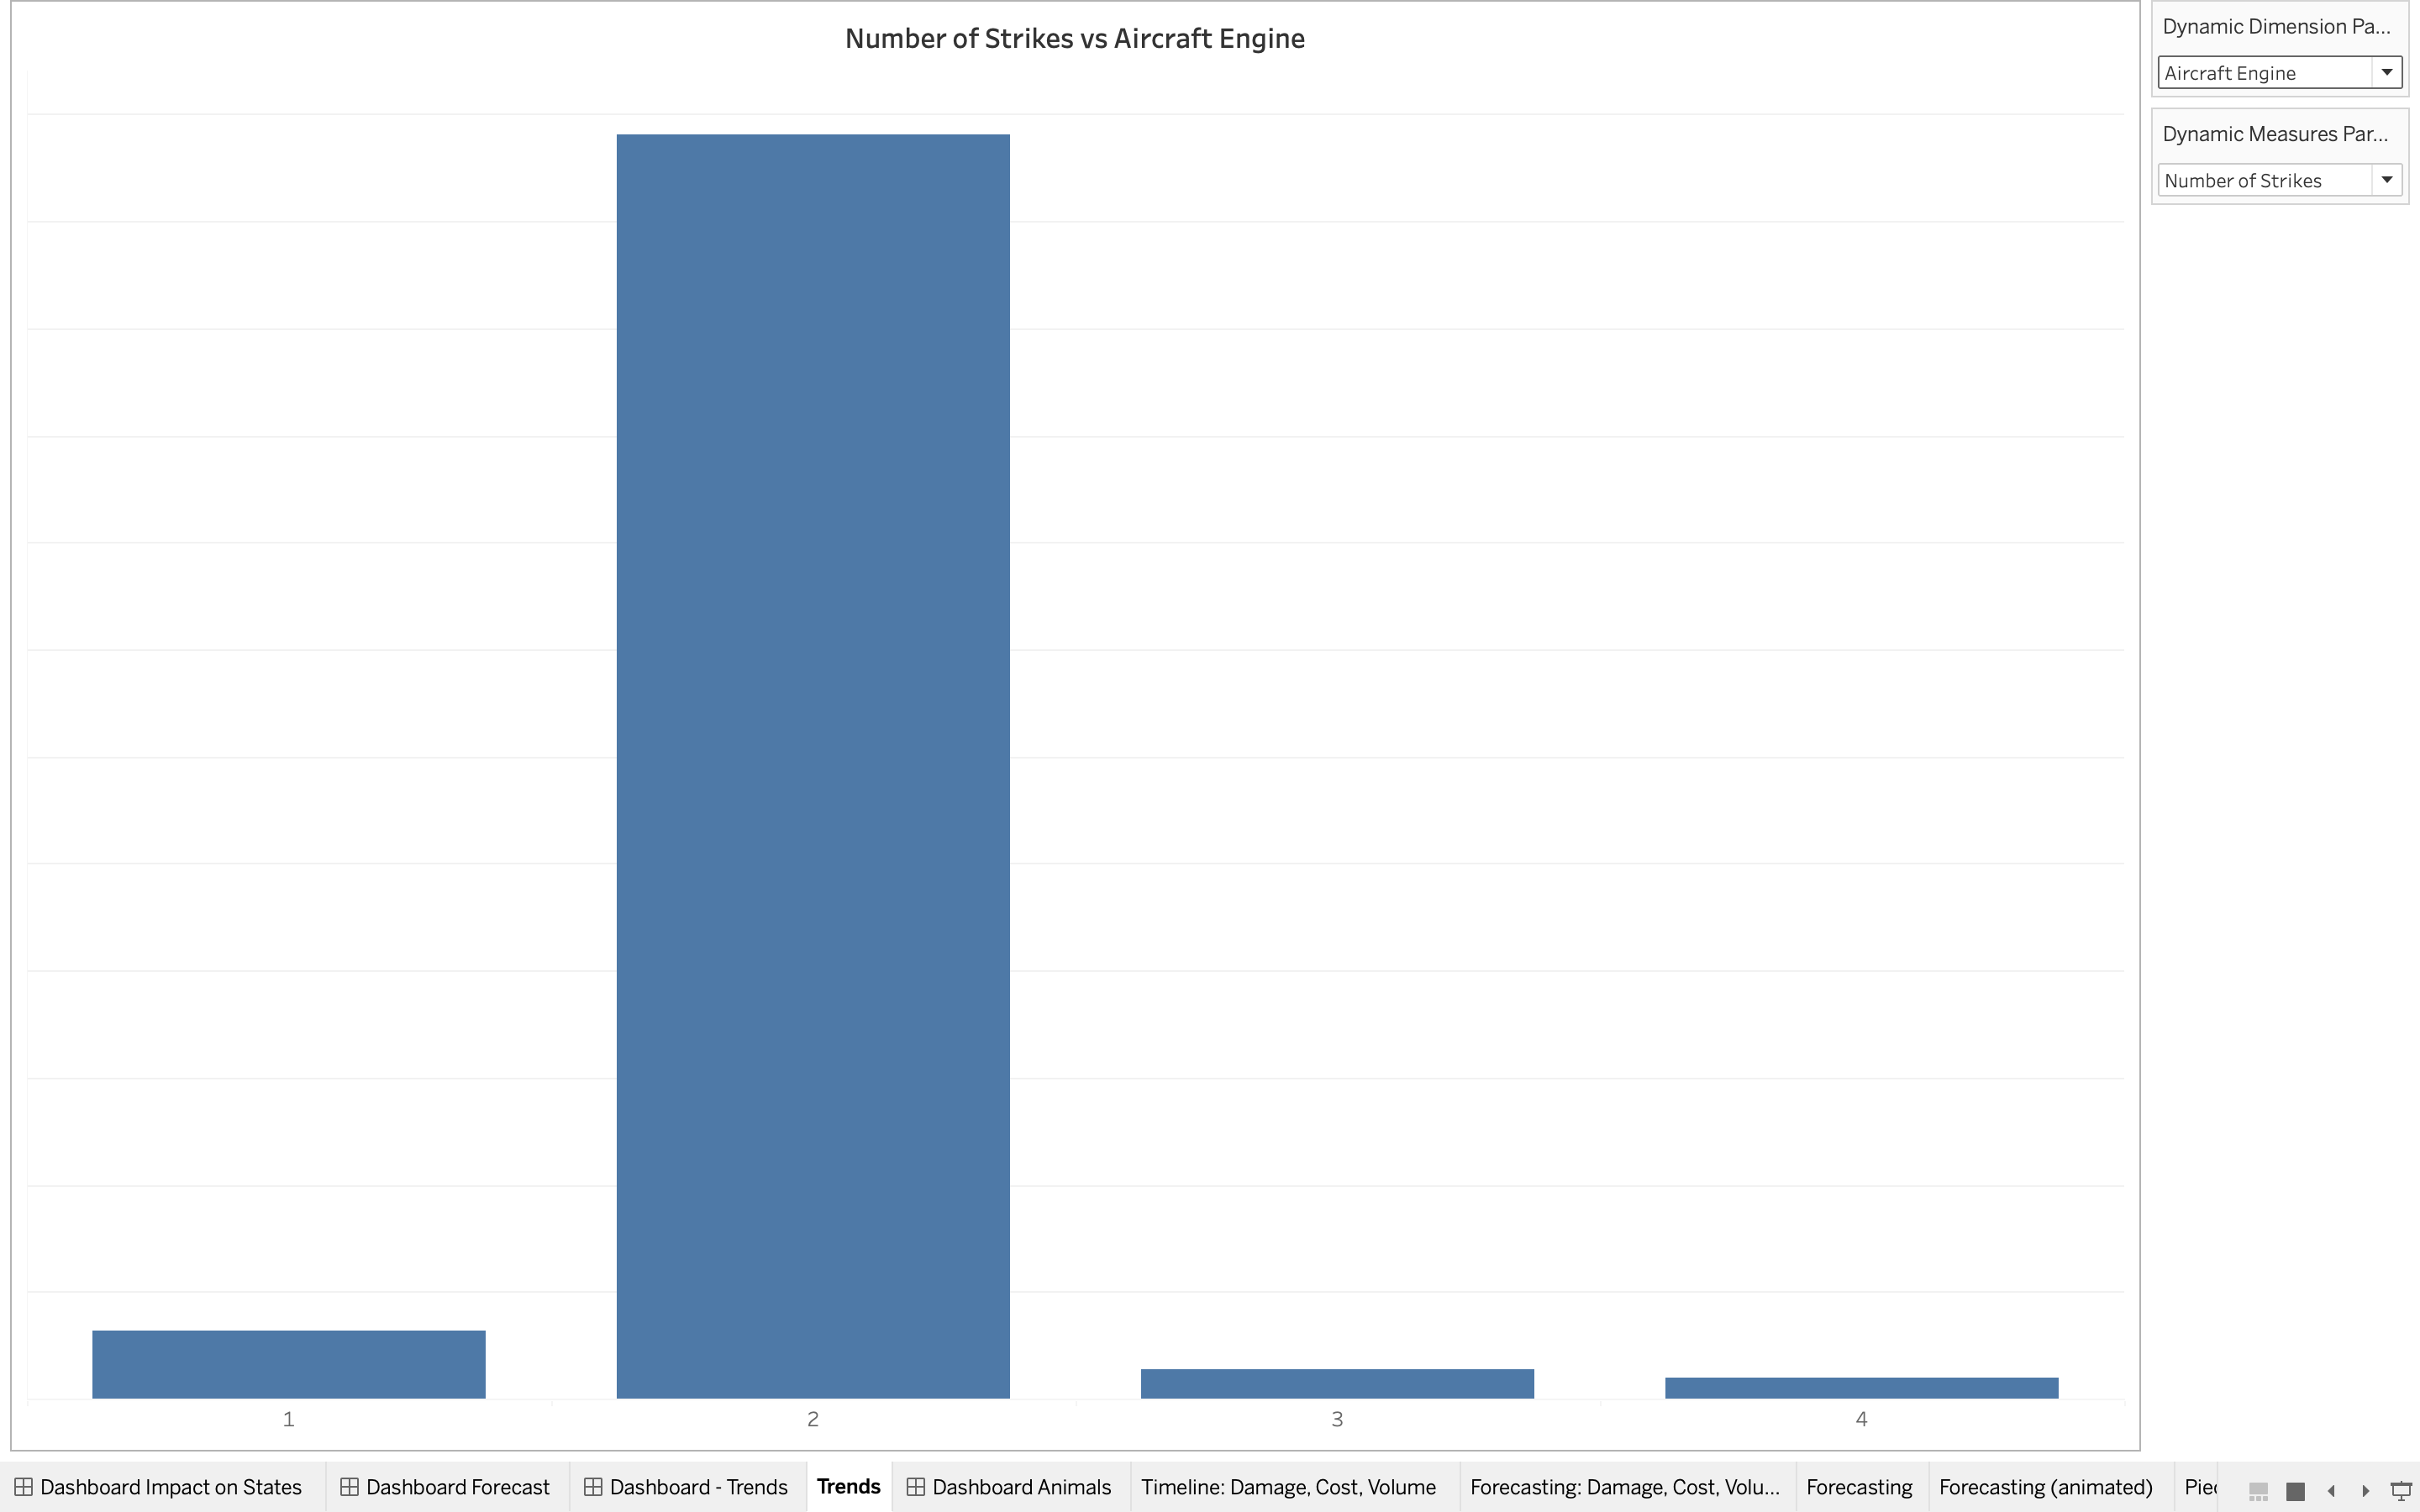 Number of Strikes vs Aircraft Engine
Dynamic Dimension Pa...
Aircraft Engine
Dynamic Measures Par...
Number of Strikes
1 2 3 4
Dashboard Impact on States Dashboard Forecast Dashboard - Trends Trends Dashboard Animals Timeline: Damage, Cost, Volume Forecasting: Damage, Cost, Volu... Forecasting Forecasting (animated)